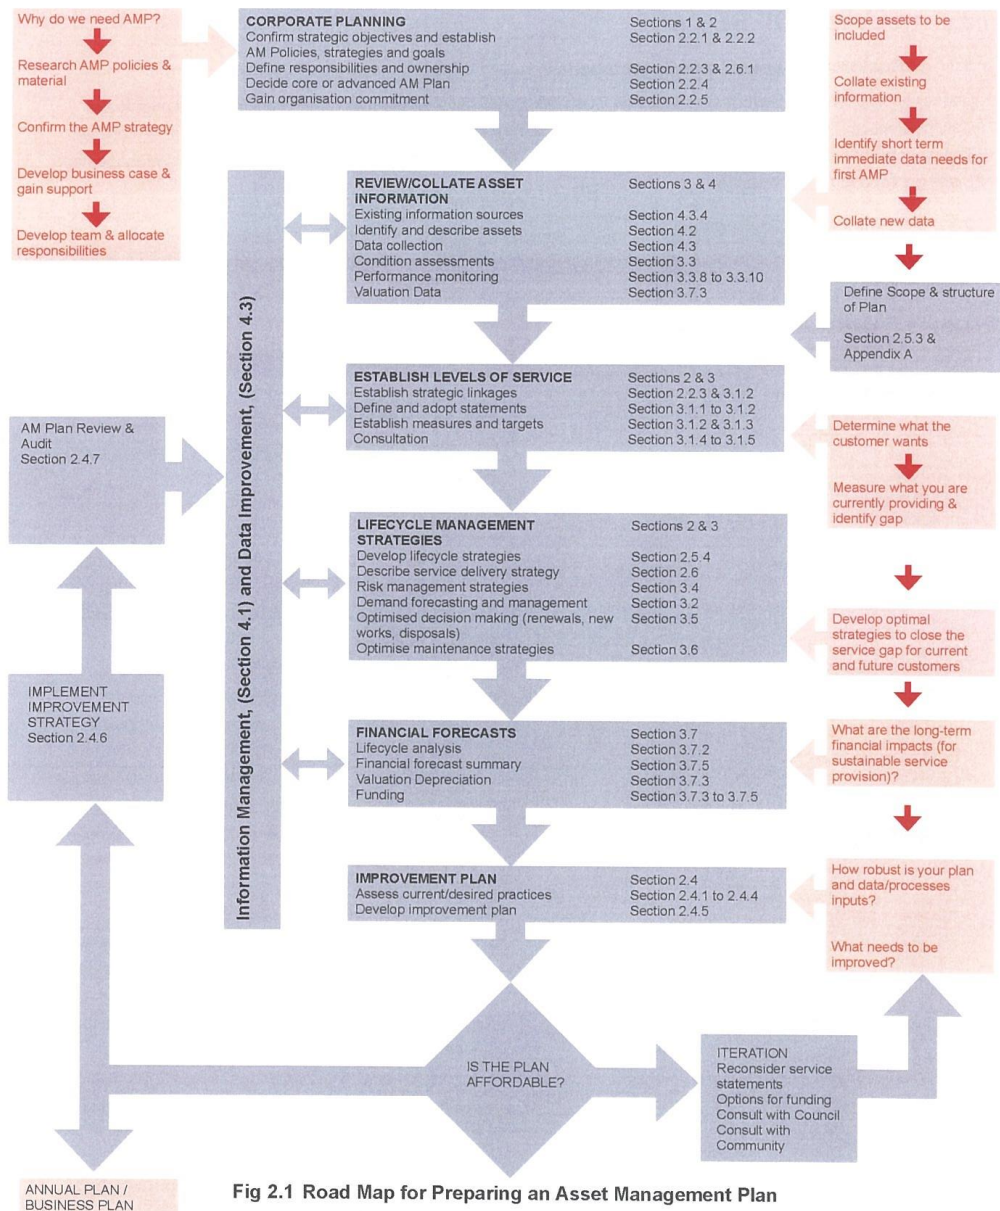 Why do we need AMP?
Research AMP policies &
material
Confirm the AMP strategy
Develop business case &
gain support
Develop team & allocate
responsibilities
CORPORATE PLANNING Sections 1 & 2
Confirm strategic objectives and establish Section 2.2.1 & 2.2.2
AM Policies, strategies and goals
Define responsibilities and ownership Section 2.2.3 & 2.6.1
Decide core or advanced AM Plan Section 2.2.4
Gain organisation commitment Section 2.2.5
Scope assets to be
included
Collate existing
information
Identify short term
immediate data needs for
first AMP
Collate new data
Define Scope & structure
of Plan
Section 2.5.3 &
Appendix A
Information Management, (Section 4.1) and Data Improvement, (Section 4.3)
REVIEW/COLLATE ASSET Sections 3 & 4
INFORMATION
Existing information sources Section 4.3.4
Identify and describe assets Section 4.2
Data collection Section 4.3
Condition assessments Section 3.3
Performance monitoring Section 3.3.8 to 3.3.10
Valuation Data Section 3.7.3
ESTABLISH LEVELS OF SERVICE Sections 2 & 3
Establish strategic linkages Section 2.2.3 & 3.1.2
Define and adopt statements Section 3.1.1 to 3.1.2
Establish measures and targets Section 3.1.2 & 3.1.3
Consultation Section 3.1.4 to 3.1.5
Determine what the
customer wants
Measure what you are
currently providing &
identify gap
AM Plan Review &
Audit
Section 2.4.7
LIFECYCLE MANAGEMENT Sections 2 & 3
STRATEGIES
Develop lifecycle strategies Section 2.5.4
Describe service delivery strategy Section 2.6
Risk management strategies Section 3.4
Demand forecasting and management Section 3.2
Optimised decision making (renewals, new Section 3.5
works, disposals)
Optimise maintenance strategies Section 3.6
Develop optimal
strategies to close the
service gap for current
and future customers
IMPLEMENT
IMPROVEMENT
STRATEGY
Section 2.4.6
FINANCIAL FORECASTS Section 3.7
Lifecycle analysis Section 3.7.2
Financial forecast summary Section 3.7.5
Valuation Depreciation Section 3.7.3
Funding Section 3.7.3 to 3.7.5
What are the long-term
financial impacts (for
sustainable service
provision)?
IMPROVEMENT PLAN Section 2.4
Assess current/desired practices Section 2.4.1 to 2.4.4
Develop improvement plan Section 2.4.5
How robust is your plan
and data/processes
inputs?
What needs to be
improved?
IS THE PLAN
AFFORDABLE?
ITERATION
Reconsider service
statements
Options for funding
Consult with Council
Consult with
Community
ANNUAL PLAN /
BUSINESS PLAN
Fig 2.1 Road Map for Preparing an Asset Management Plan